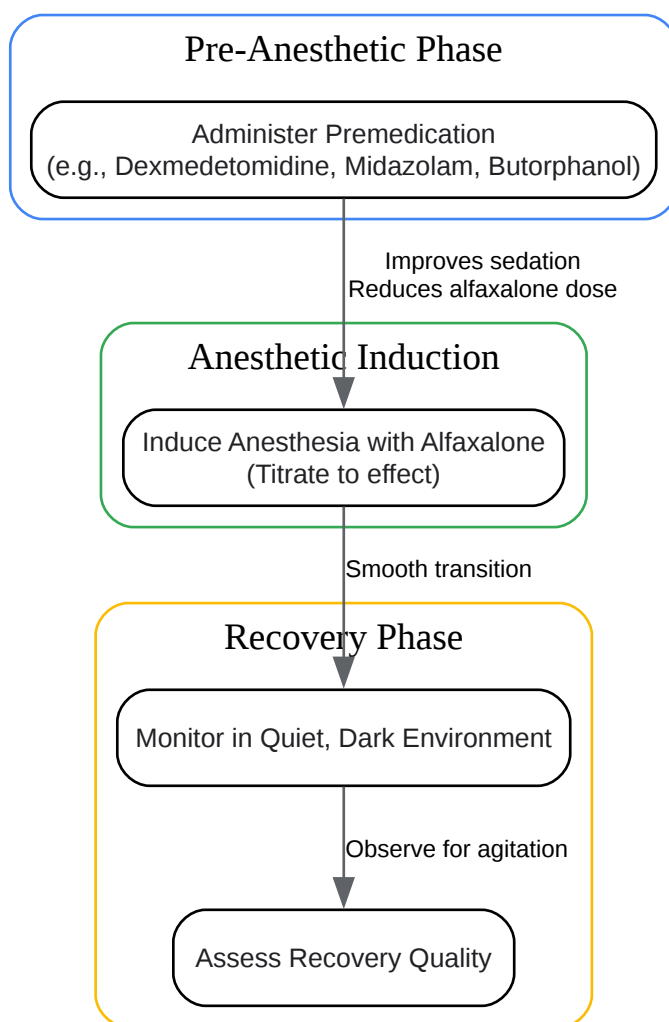 Pre-Anesthetic Phase
Administer Premedication
(e.g., Dexmedetomidine, Midazolam, Butorphanol)
Improves sedation
Reduces alfaxalone dose
Anesthetic Induction
Induce Anesthesia with Alfaxalone
(Titrate to effect)
Smooth transition
Recovery Phase
Monitor in Quiet, Dark Environment
Observe for agitation
Assess Recovery Quality